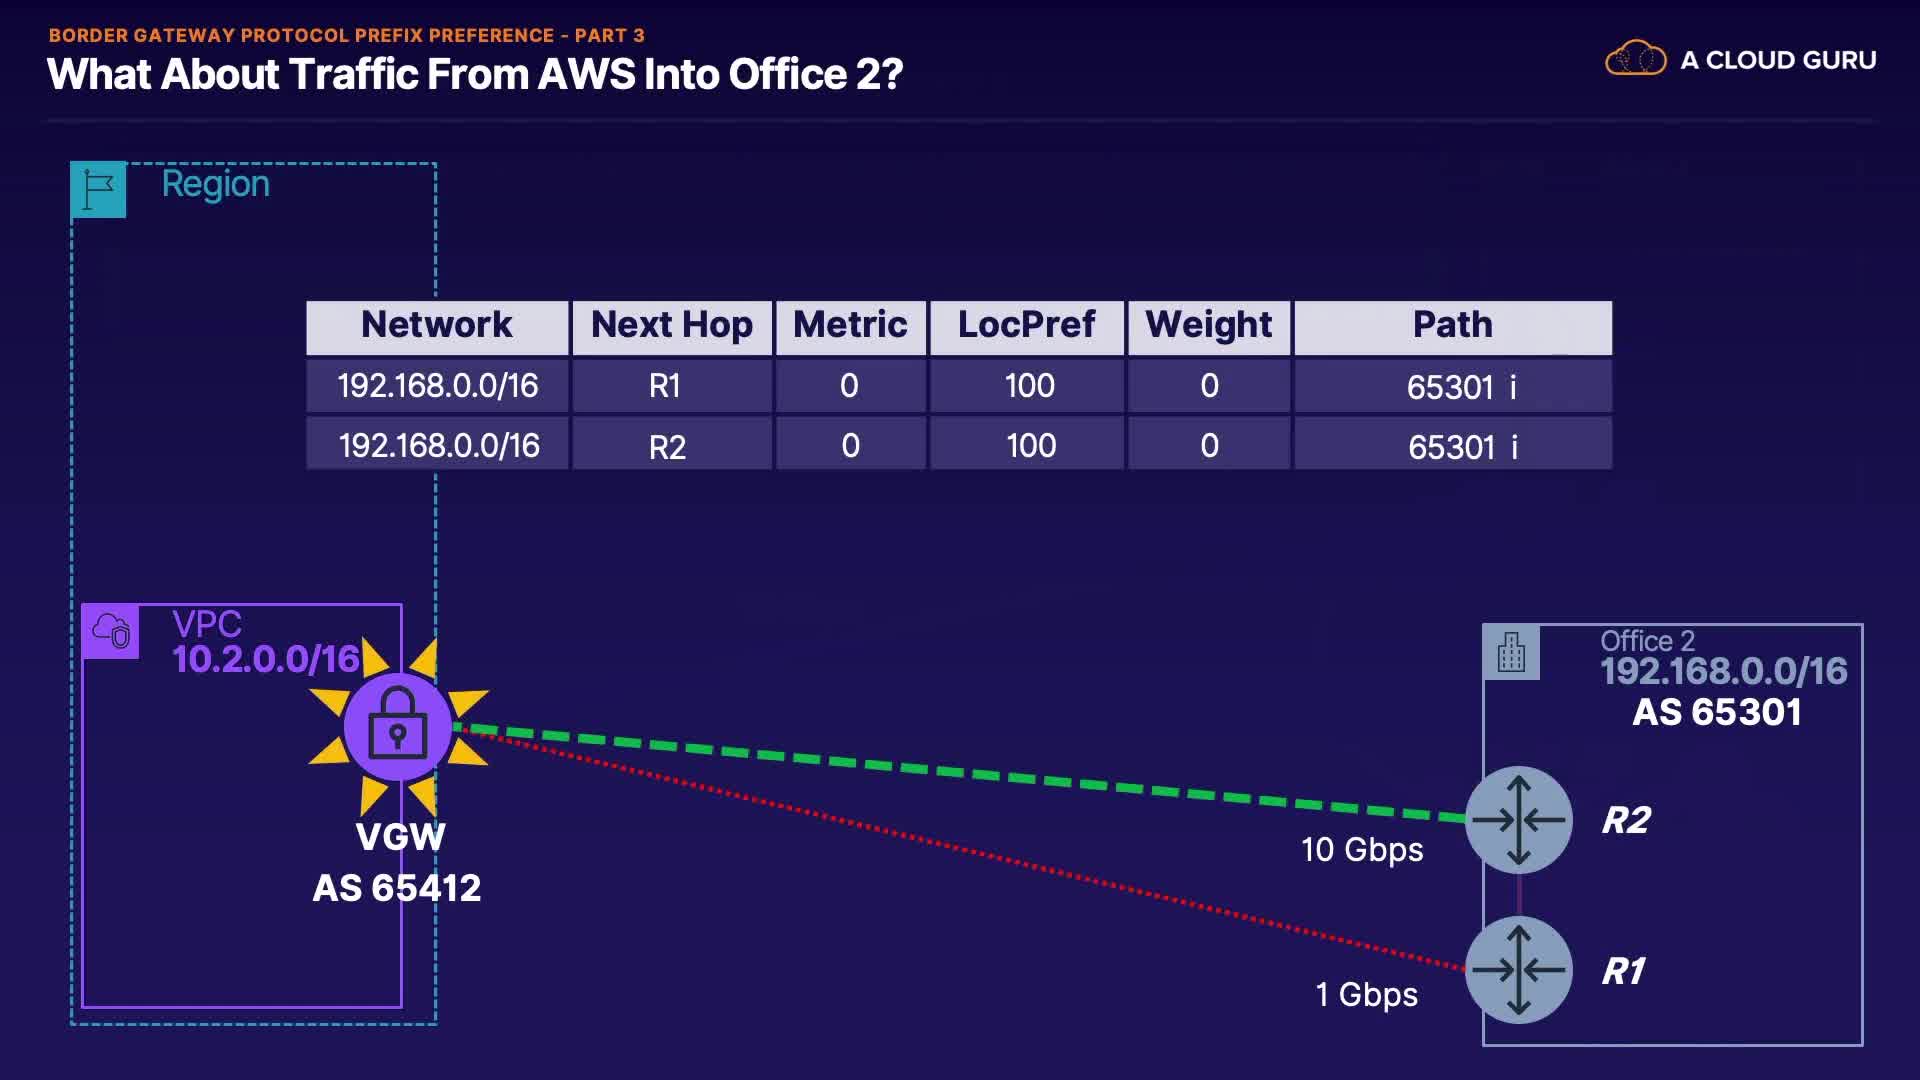 BORDER GATEWAY PROTOCOL PREFIX PREFERENCE - PART 3
What About Traffic From AWS Into Office 2?
A CLOUD GURU
Region
Network Next Hop Metric LocPref Weight Path
192.168.0.0/16 R1 0 100 0 65301 i
192.168.0.0/16 R2 0 100 0 65301 i
VPC
10.2.0.0/16
VGW
AS 65412
Office 2
192.168.0.0/16
AS 65301
R2
10 Gbps
R1
1 Gbps